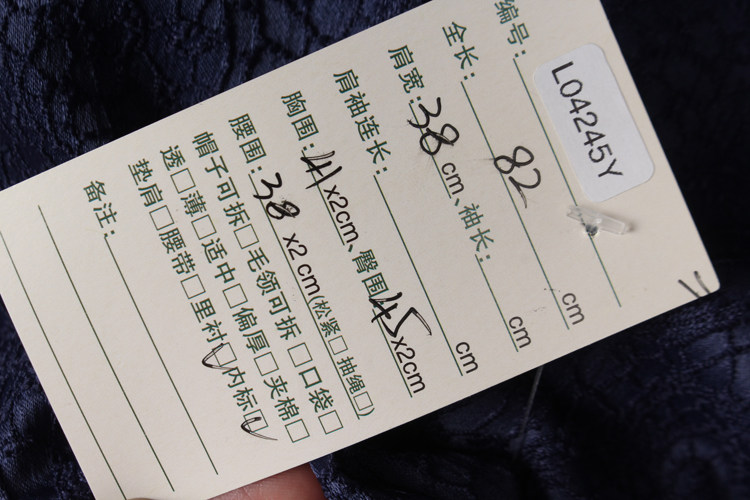 编号: L04245Y
全长: 82 cm
肩宽: 38 cm、袖长: cm
肩袖连长: cm
胸围: 41 x2cm、臀围 45 x2cm
腰围: 38 x2cm(松紧□ 抽绳□)
帽子可拆□毛领可拆□口袋□
透□薄□适中□偏厚□夹棉□
垫肩□腰带□里衬☑内标☑
备注: